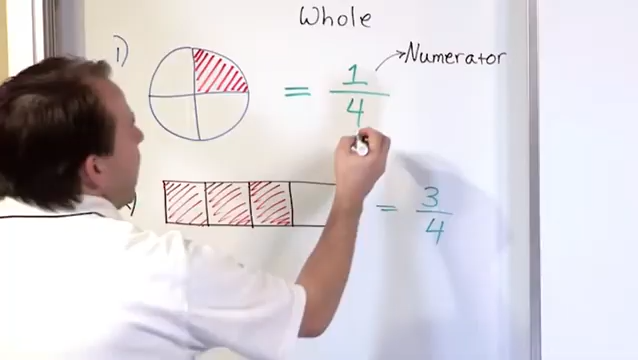 Whole
1) = 1/4 Numerator
= 3/4